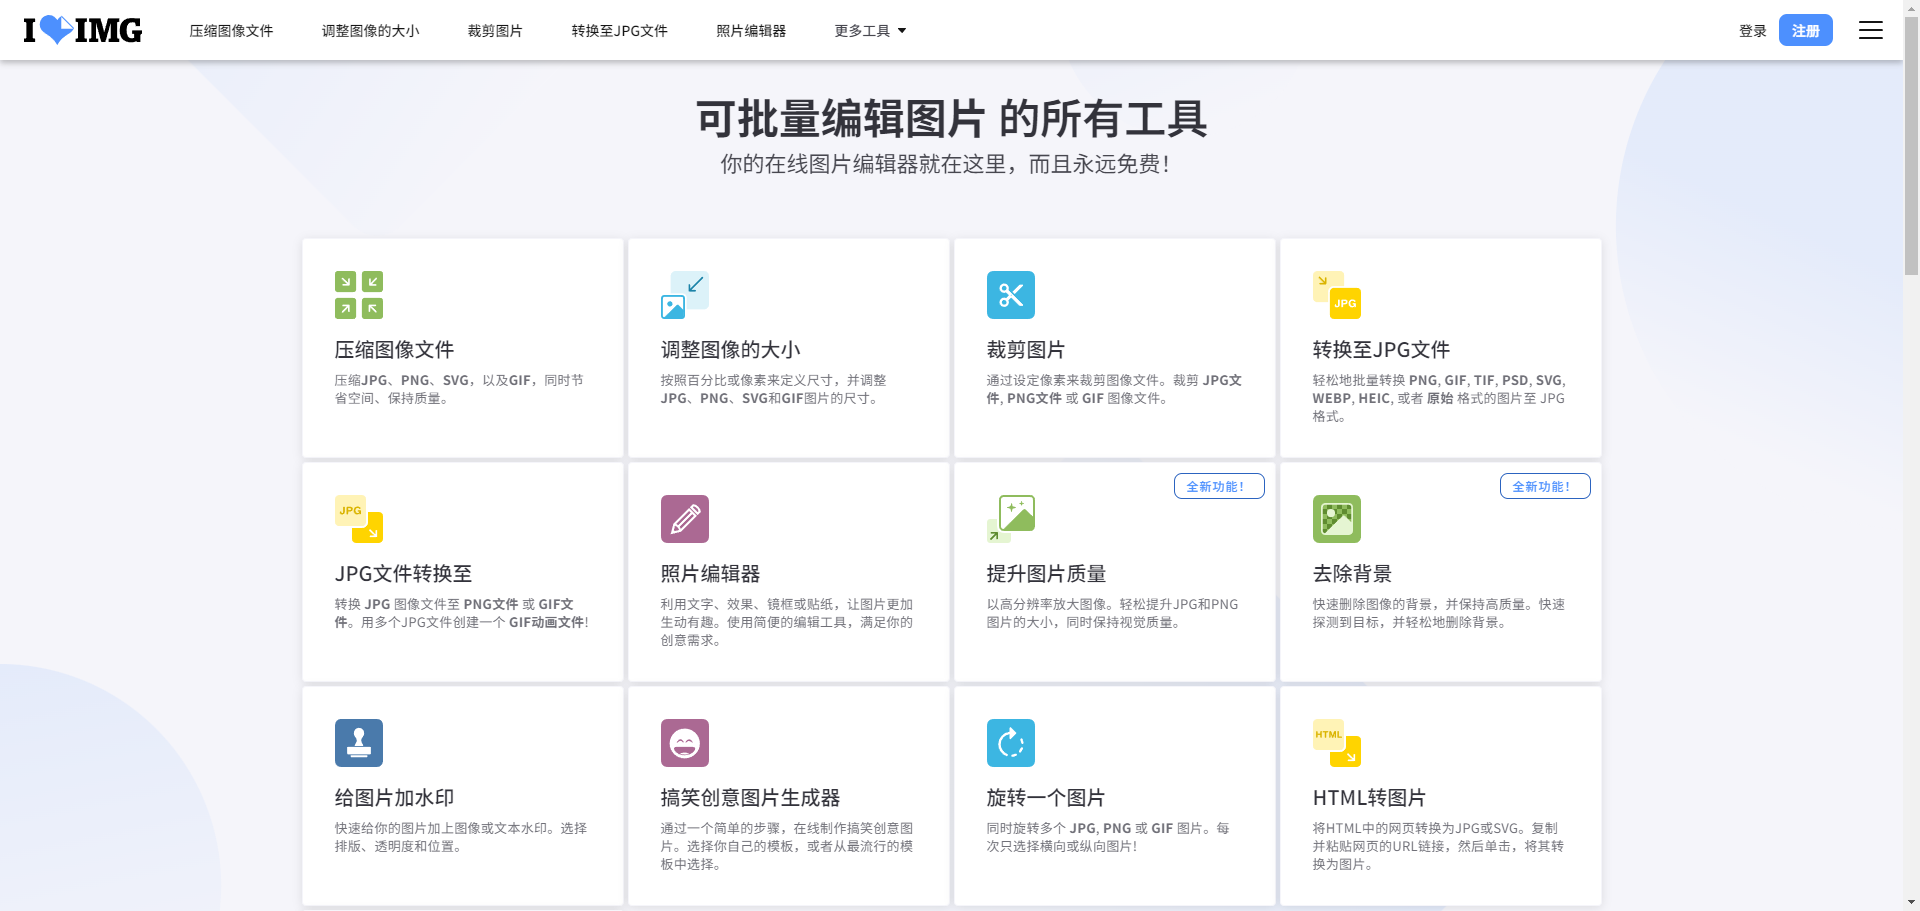 I IMG 压缩图像文件 调整图像的大小 裁剪图片 转换至JPG文件 照片编辑器 更多工具 登录 注册
可批量编辑图片 的所有工具
你的在线图片编辑器就在这里，而且永远免费！
压缩图像文件
压缩JPG、PNG、SVG，以及GIF，同时节
省空间、保持质量。
调整图像的大小
按照百分比或像素来定义尺寸，并调整
JPG、PNG、SVG和GIF图片的尺寸。
裁剪图片
通过设定像素来裁剪图像文件。裁剪 JPG文
件, PNG文件 或 GIF 图像文件。
JPG
转换至JPG文件
轻松地批量转换 PNG, GIF, TIF, PSD, SVG,
WEBP, HEIC, 或者 原始 格式的图片至 JPG
格式。
JPG
JPG文件转换至
转换 JPG 图像文件至 PNG文件 或 GIF文
件。用多个JPG文件创建一个 GIF动画文件!
照片编辑器
利用文字、效果、镜框或贴纸，让图片更加
生动有趣。使用简便的编辑工具，满足你的
创意需求。
全新功能！
提升图片质量
以高分辨率放大图像。轻松提升JPG和PNG
图片的大小，同时保持视觉质量。
全新功能！
去除背景
快速删除图像的背景，并保持高质量。快速
探测到目标，并轻松地删除背景。
给图片加水印
快速给你的图片加上图像或文本水印。选择
排版、透明度和位置。
搞笑创意图片生成器
通过一个简单的步骤，在线制作搞笑创意图
片。选择你自己的模板，或者从最流行的模
板中选择。
旋转一个图片
同时旋转多个 JPG, PNG 或 GIF 图片。每
次只选择横向或纵向图片!
HTML
HTML转图片
将HTML中的网页转换为JPG或SVG。复制
并粘贴网页的URL链接，然后单击，将其转
换为图片。